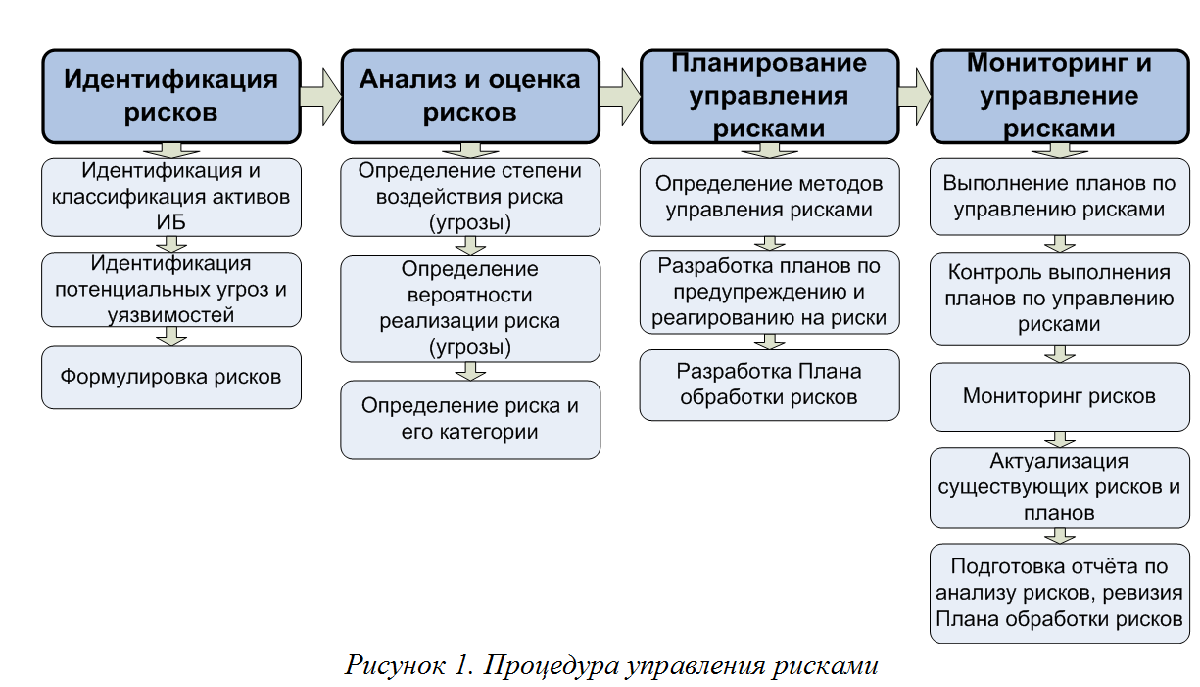 Идентификация
рисков
Анализ и оценка
рисков
Планирование
управления
рисками
Мониторинг и
управление
рисками
Идентификация и
классификация активов
ИБ
Идентификация
потенциальных угроз и
уязвимостей
Формулировка рисков
Определение степени
воздействия риска
(угрозы)
Определение
вероятности
реализации риска
(угрозы)
Определение риска и
его категории
Определение методов
управления рисками
Разработка планов по
предупреждению и
реагированию на риски
Разработка Плана
обработки рисков
Выполнение планов по
управлению рисками
Контроль выполнения
планов по управлению
рисками
Мониторинг рисков
Актуализация
существующих рисков и
планов
Подготовка отчёта по
анализу рисков, ревизия
Плана обработки рисков
Рисунок 1. Процедура управления рисками